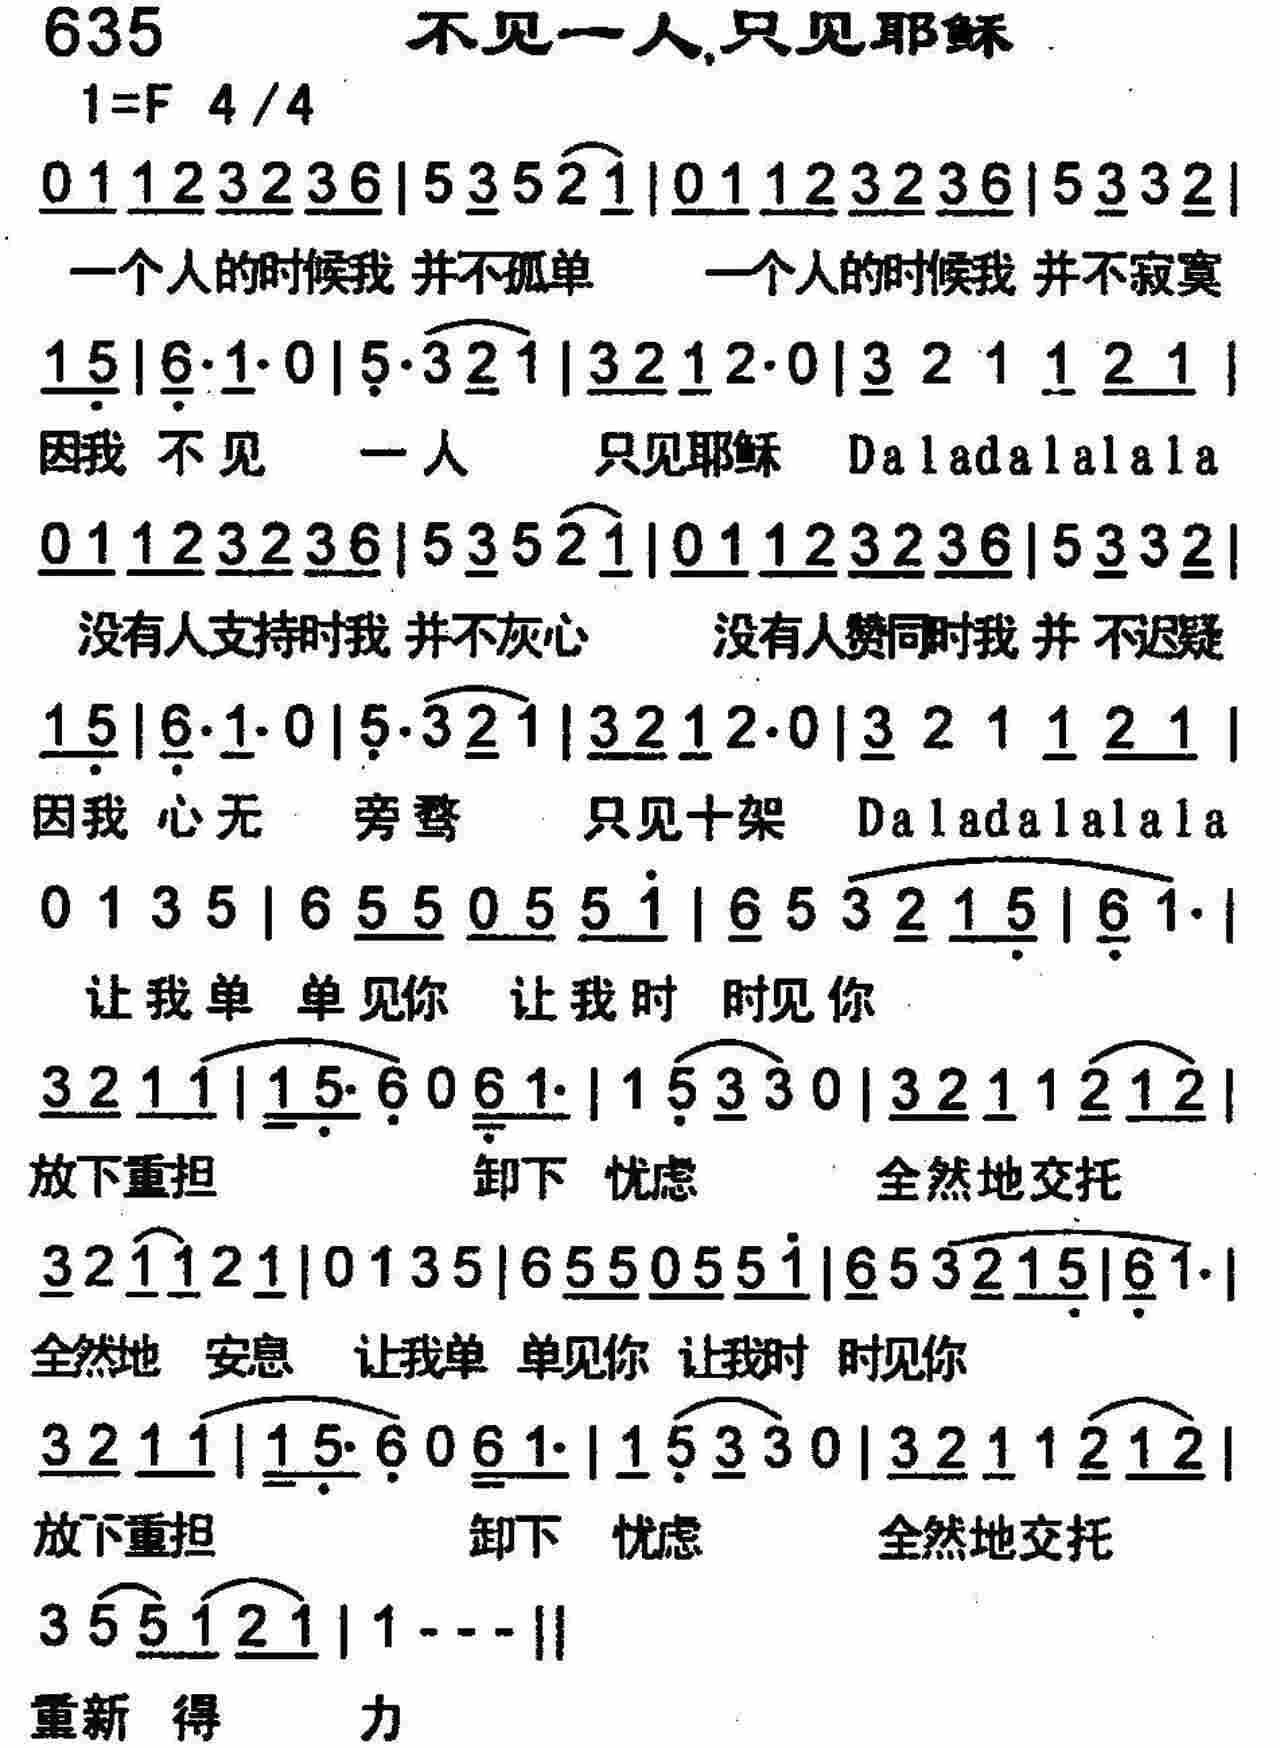 635 不见一人,只见耶稣
1=F 4/4
0 1 1 2 3 2 3 6 | 5 3 5 2 1 | 0 1 1 2 3 2 3 6 | 5 3 3 2 |
一个人的时候我 并不孤单 一个人的时候我 并不寂寞
1 5 | 6· 1· 0 | 5· 3 2 1 | 3 2 1 2· 0 | 3 2 1 1 2 1 |
因我 不见 一人 只见耶稣 Daladalalala
0 1 1 2 3 2 3 6 | 5 3 5 2 1 | 0 1 1 2 3 2 3 6 | 5 3 3 2 |
没有人支持时我 并不灰心 没有人赞同时我 并 不迟疑
1 5 | 6· 1· 0 | 5· 3 2 1 | 3 2 1 2· 0 | 3 2 1 1 2 1 |
因我 心无 旁骛 只见十架 Daladalalala
0 1 3 5 | 6 5 5 0 5 5 1 | 6 5 3 2 1 5 | 6 1· |
让我单 单见你 让我时 时见你
3 2 1 1 | 1 5· 6 0 6 1· | 1 5 3 3 0 | 3 2 1 1 2 1 2 |
放下重担 卸下 忧虑 全然地交托
3 2 1 1 2 1 | 0 1 3 5 | 6 5 5 0 5 5 1 | 6 5 3 2 1 5 | 6 1· |
全然地 安息 让我单 单见你 让我时 时见你
3 2 1 1 | 1 5· 6 0 6 1· | 1 5 3 3 0 | 3 2 1 1 2 1 2 |
放下重担 卸下 忧虑 全然地交托
3 5 5 1 2 1 | 1 - - - ||
重新 得 力